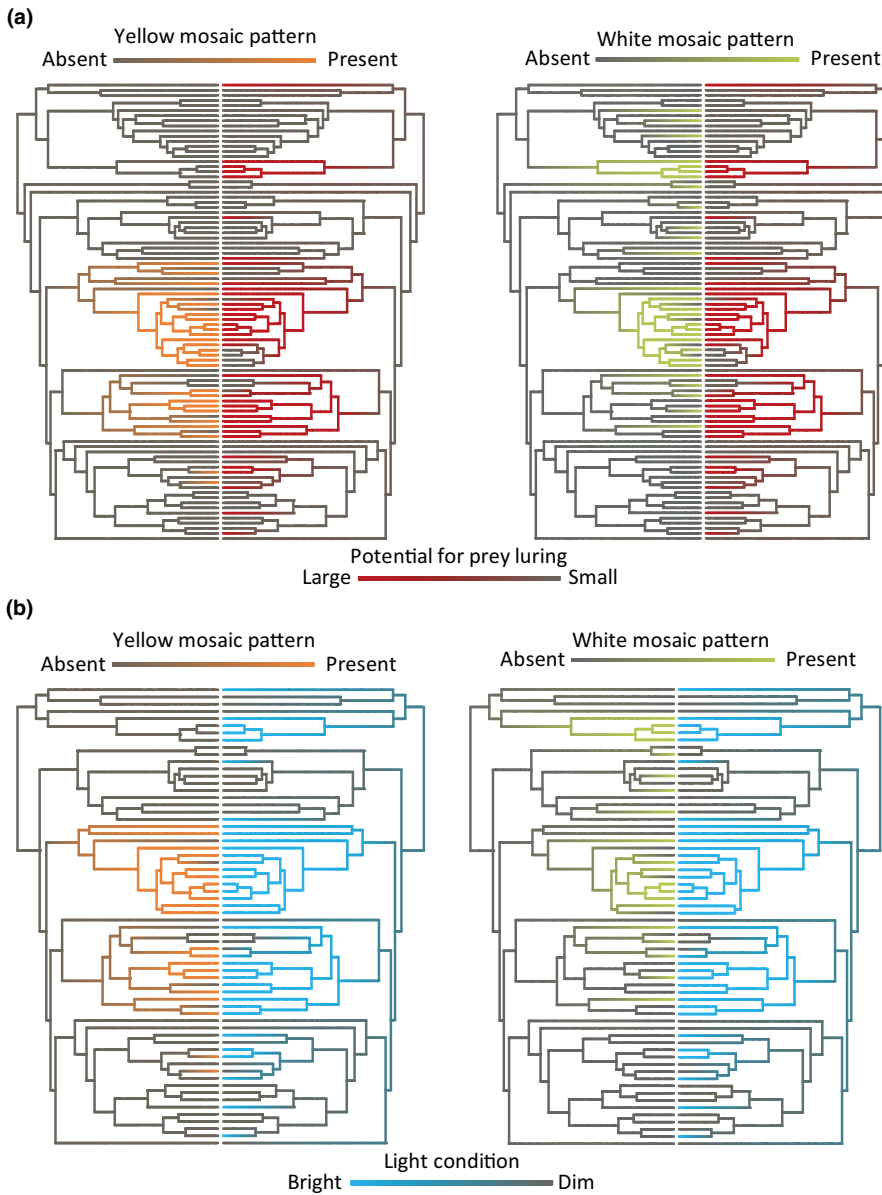 (a)
Yellow mosaic pattern
Absent Present
White mosaic pattern
Absent Present
Potential for prey luring
Large Small
(b)
Yellow mosaic pattern
Absent Present
White mosaic pattern
Absent Present
Light condition
Bright Dim